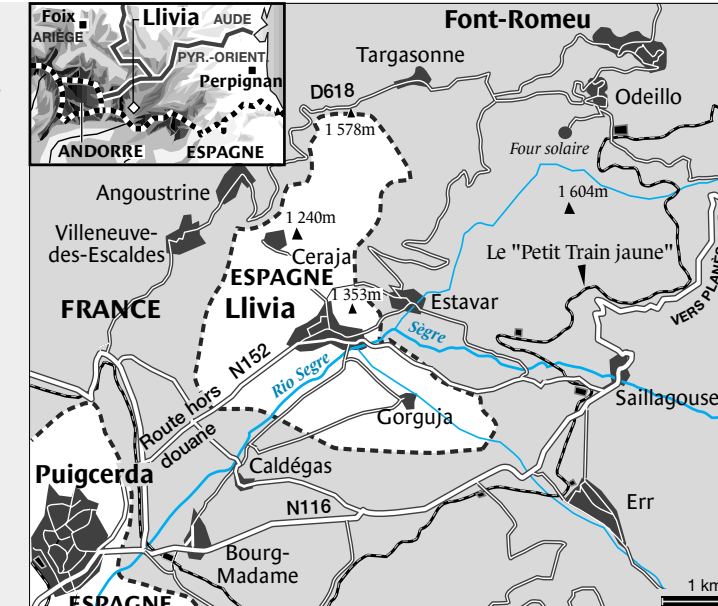 Foix
Llivia
AUDE
ARIÈGE
PYR.-ORIENT.
Perpignan
ANDORRE
ESPAGNE
Font-Romeu
Targasonne
D618
Odeillo
1 578m
Four solaire
Angoustrine
1 604m
1 240m
Villeneuve-
des-Escaldes
Ceraja
Le "Petit Train jaune"
ESPAGNE
FRANCE
Llivia
1 353m
Estavar
VERS PLANÈS
Sègre
N152
Rio Segre
Saillagouse
Route hors
douane
Gorguja
Puigcerda
Caldégas
N116
Err
Bourg-
Madame
1 km
ESPAGNE